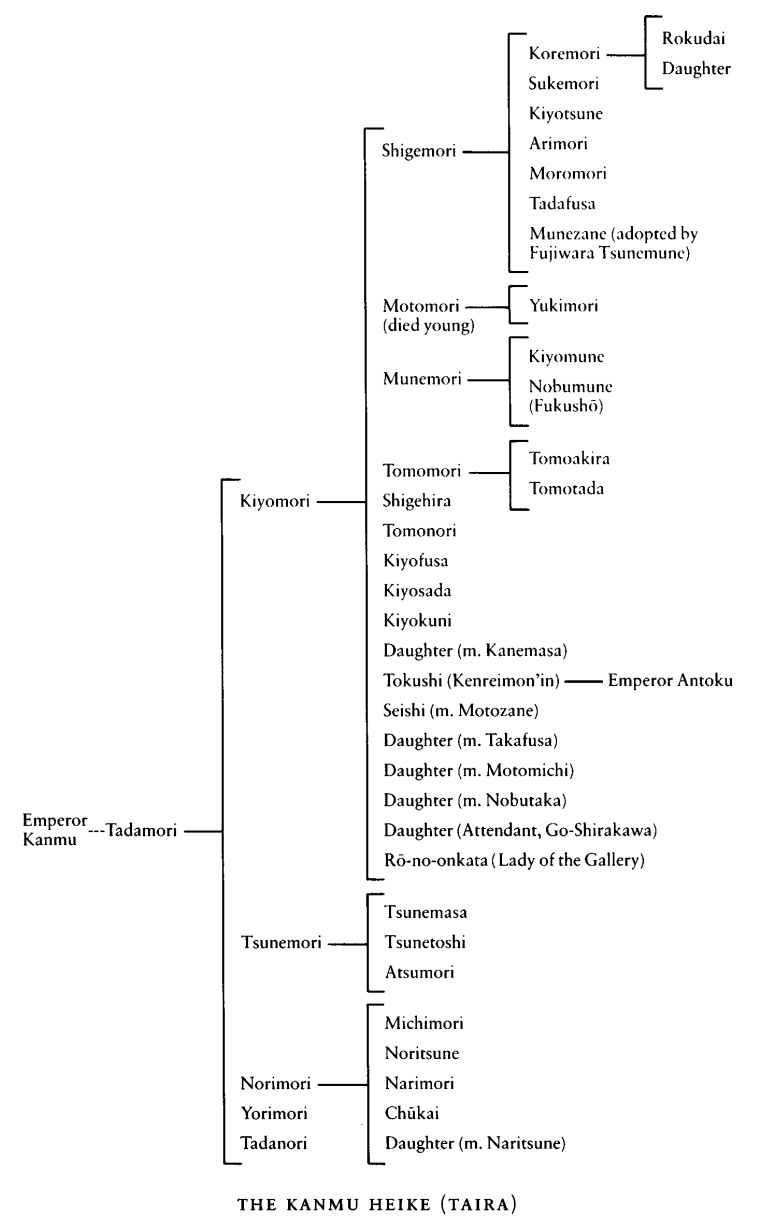 Rokudai
Koremori
Daughter
Sukemori
Kiyotsune
Shigemori
Arimori
Moromori
Tadafusa
Munezane (adopted by
Fujiwara Tsunemune)
Motomori
(died young)
Yukimori
Kiyomune
Munemori
Nobumune
(Fukushō)
Tomoakira
Tomomori
Tomotada
Kiyomori
Shigehira
Tomonori
Kiyofusa
Kiyosada
Kiyokuni
Daughter (m. Kanemasa)
Tokushi (Kenreimon'in)
Emperor Antoku
Seishi (m. Motozane)
Daughter (m. Takafusa)
Daughter (m. Motomichi)
Daughter (m. Nobutaka)
Emperor
Kanmu
---Tadamori
Daughter (Attendant, Go-Shirakawa)
Rō-no-onkata (Lady of the Gallery)
Tsunemasa
Tsunemori
Tsunetoshi
Atsumori
Michimori
Noritsune
Norimori
Narimori
Yorimori
Chūkai
Tadanori
Daughter (m. Naritsune)
THE KANMU HEIKE (TAIRA)